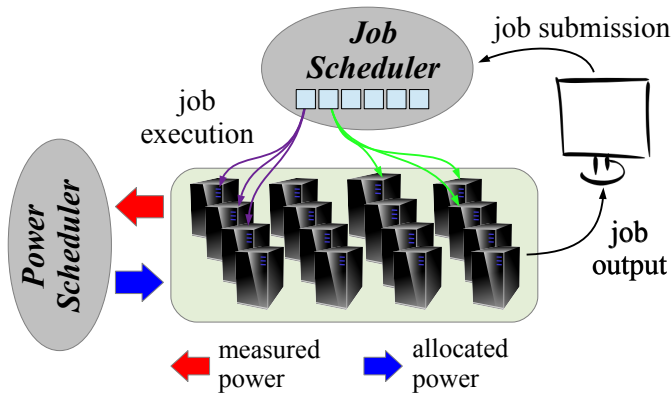 Job
Scheduler
job submission
job
execution
Power
Scheduler
job
output
measured
power
allocated
power